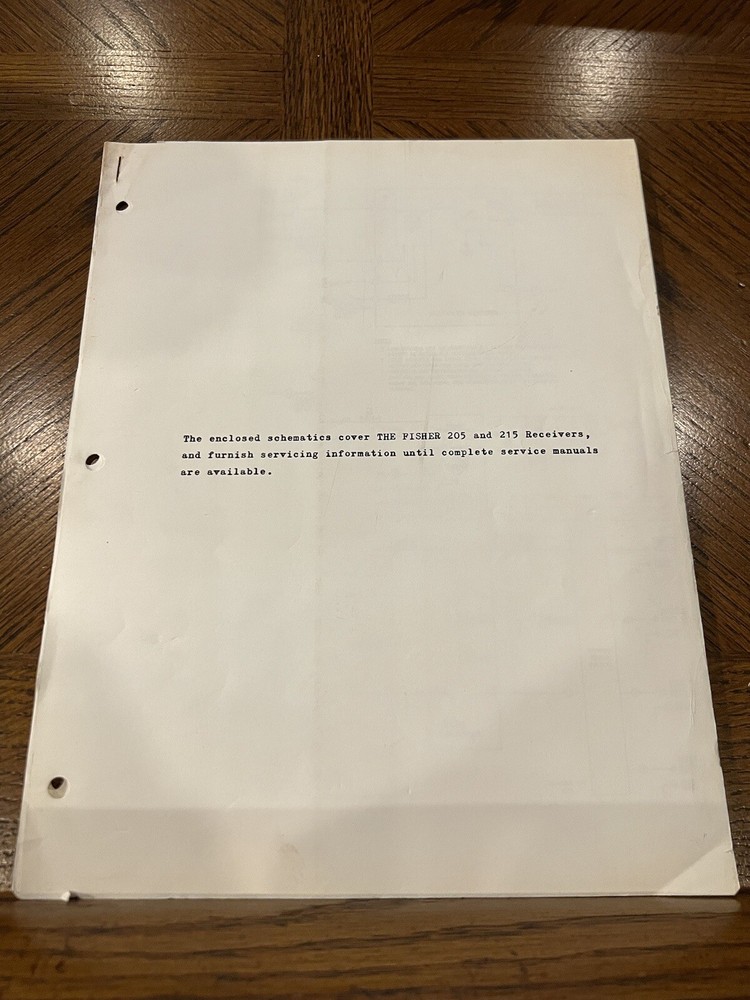 The enclosed schematics cover THE FISHER 205 and 215 Receivers,
and furnish servicing information until complete service manuals
are available.